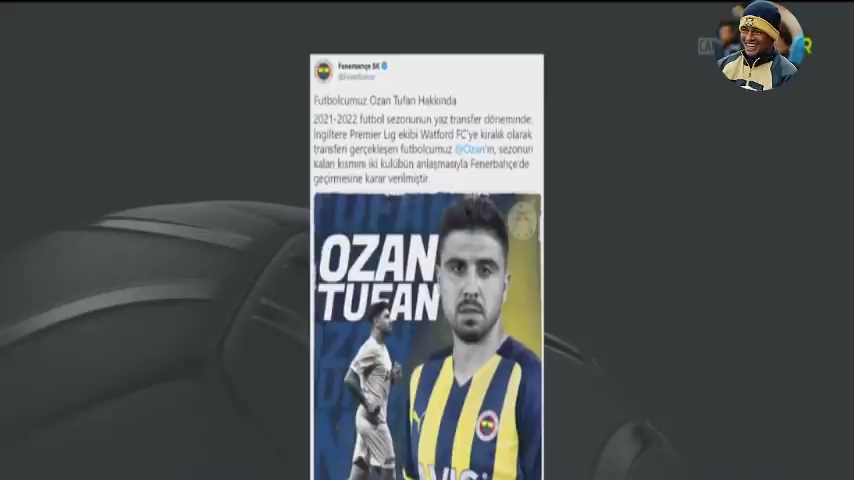 Fenerbahçe SK
@Fenerbahce
Futbolcumuz Ozan Tufan Hakkında
2021-2022 futbol sezonunun yaz transfer döneminde,
İngiltere Premier Lig ekibi Watford FC'ye kiralık olarak
transferi gerçekleşen futbolcumuz @Ozan'ın, sezonun
kalan kısmını iki kulübün anlaşmasıyla Fenerbahçe'de
geçirmesine karar verilmiştir.
TUFAN
OZAN
TUFAN
OZAN